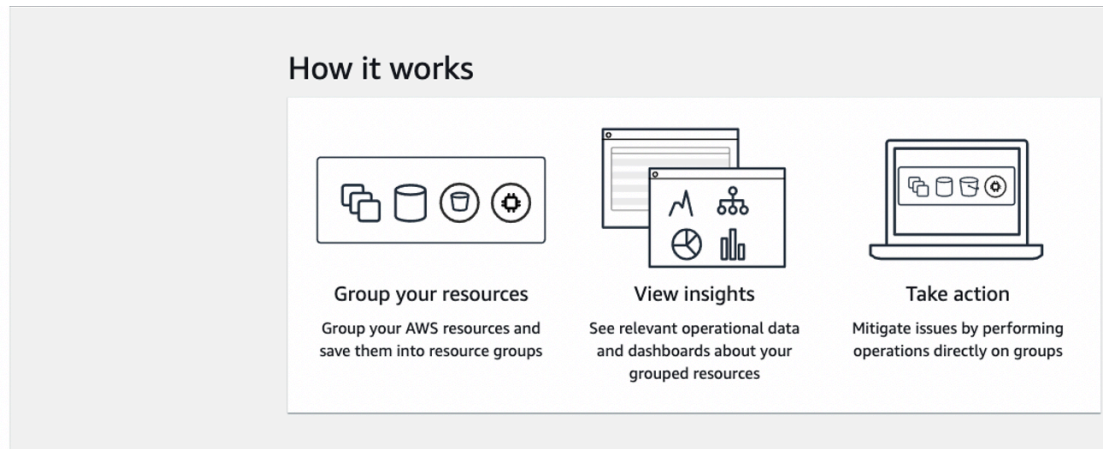 How it works
Group your resources
Group your AWS resources and
save them into resource groups
View insights
See relevant operational data
and dashboards about your
grouped resources
Take action
Mitigate issues by performing
operations directly on groups